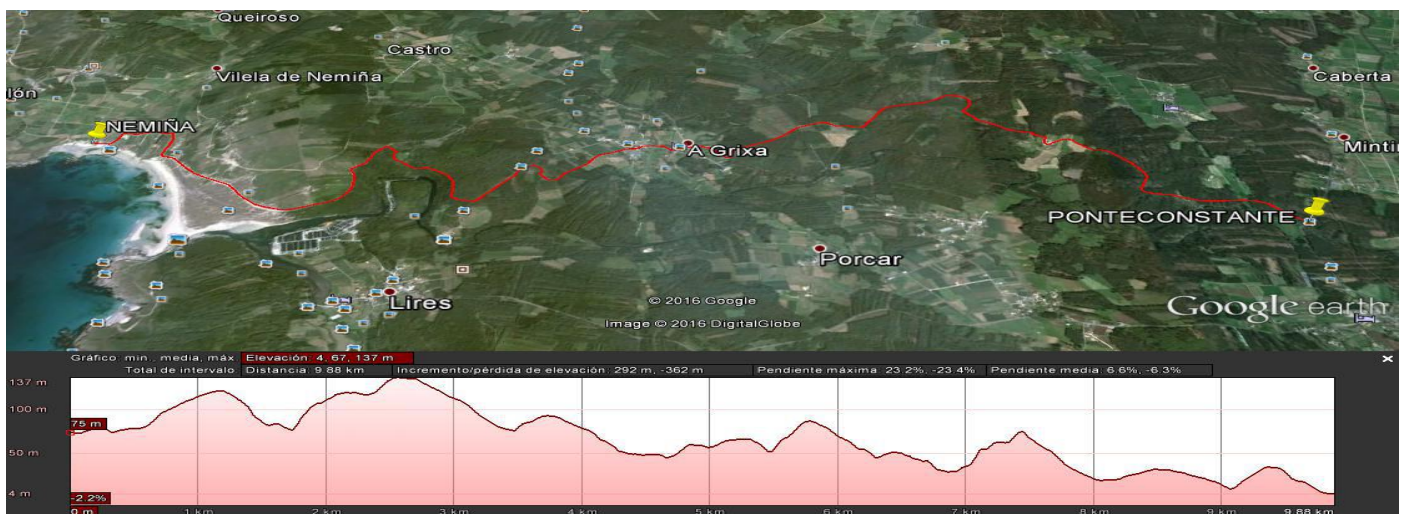 Queiroso
Castro
Vilela de Nemiña
Caberta
lón
NEMIÑA
Mintir
A Grixa
PONTECONSTANTE
Porcar
Lires
© 2016 Google
Google earth
Image © 2016 DigitalGlobe
Gráfico: min., media, máx Elevación: 4, 67, 137 m
Total de intervalo Distancia: 9.88 km Incremento/pérdida de elevación: 292 m, -362 m Pendiente máxima: 23.2%, -23.4% Pendiente media: 6.6%, -6.3%
137 m
100 m
75 m
50 m
4 m
-2.2%
0 m 1 km 2 km 3 km 4 km 5 km 6 km 7 km 8 km 9 km 9.88 km